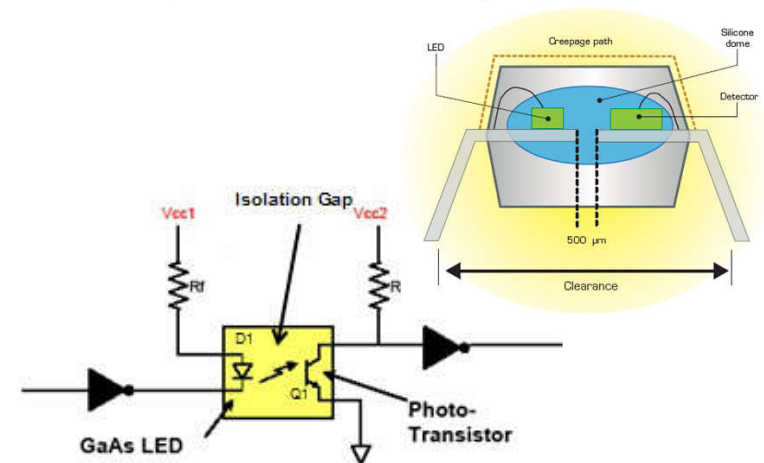 Creepage path
LED
Silicone
dome
Detector
500 µm
Clearance
Isolation Gap
Vcc1
Vcc2
Rf
R
D1
Q1
GaAs LED
Photo-
Transistor